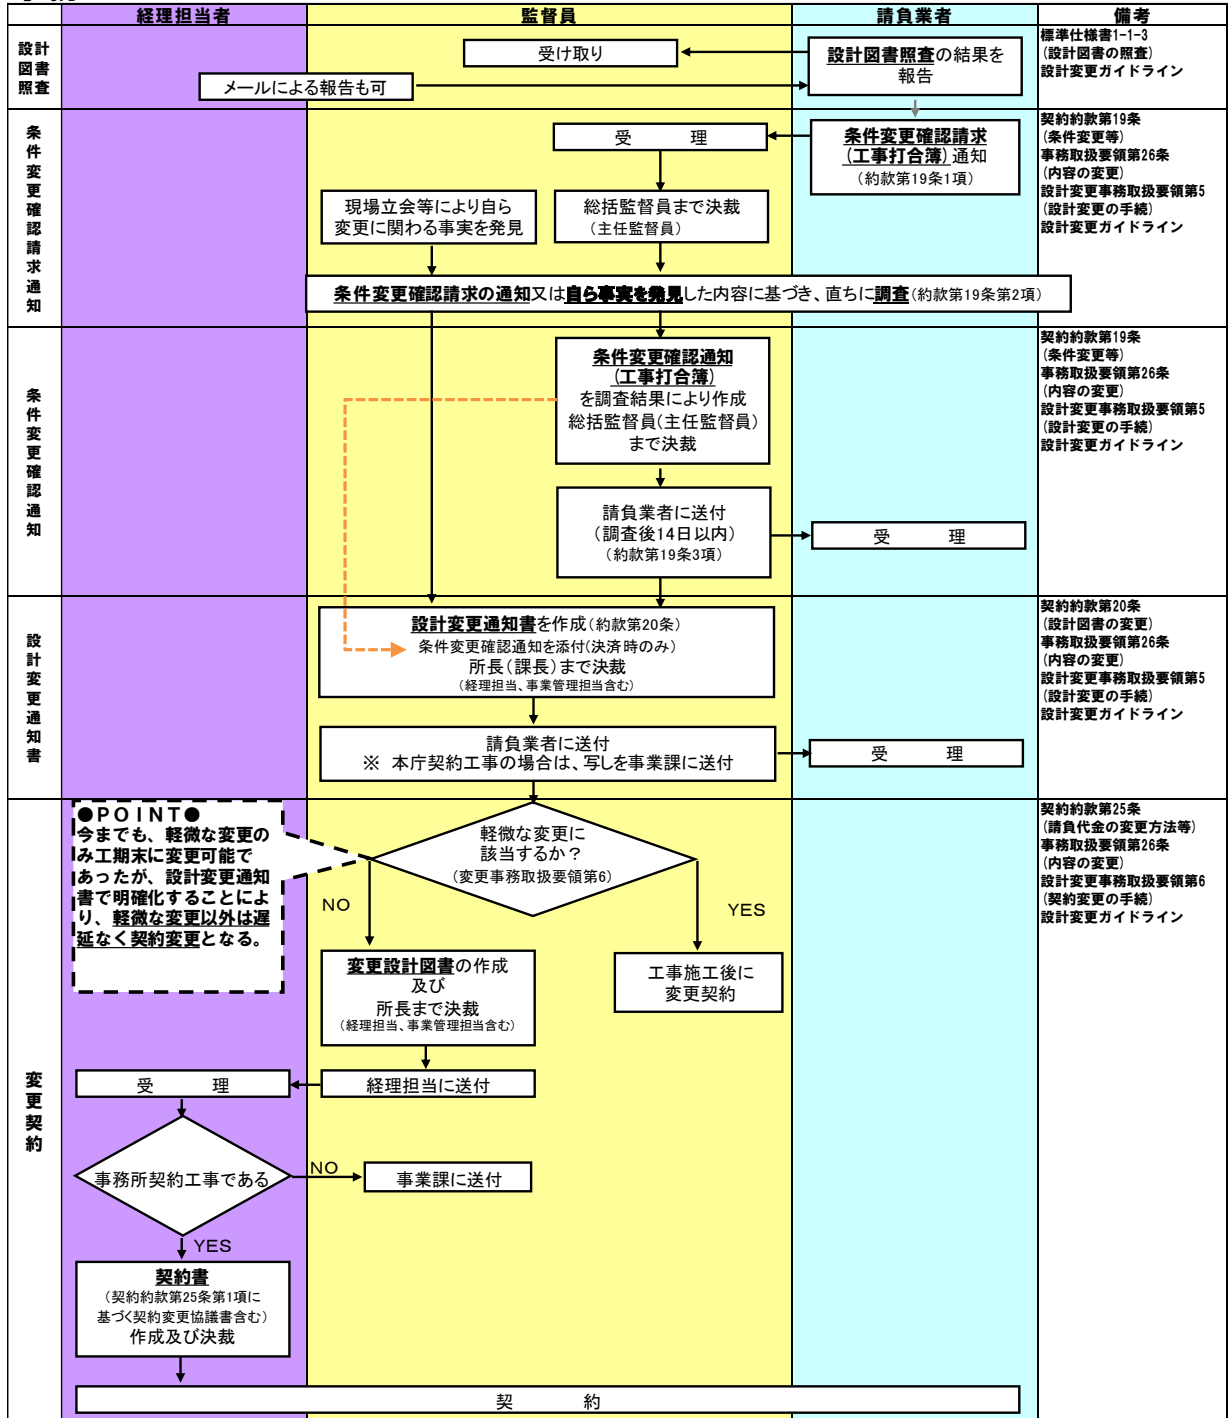 経理担当者
監督員
請負業者
備考
設計
図書
照査
受け取り
設計図書照査の結果を
報告
メールによる報告も可
標準仕様書1-1-3
(設計図書の照査)
設計変更ガイドライン
条件変更確認請求通知
受　　理
条件変更確認請求
(工事打合簿)通知
(約款第19条1項)
現場立会等により自ら
変更に関わる事実を発見
総括監督員まで決裁
(主任監督員)
条件変更確認請求の通知又は自ら事実を発見した内容に基づき、直ちに調査(約款第19条第2項)
契約約款第19条
(条件変更等)
事務取扱要領第26条
(内容の変更)
設計変更事務取扱要領第5
(設計変更の手続)
設計変更ガイドライン
条件変更確認通知
条件変更確認通知
(工事打合簿)
を調査結果により作成
総括監督員(主任監督員)
まで決裁
請負業者に送付
(調査後14日以内)
(約款第19条3項)
受　　理
契約約款第19条
(条件変更等)
事務取扱要領第26条
(内容の変更)
設計変更事務取扱要領第5
(設計変更の手続)
設計変更ガイドライン
設計変更通知書
設計変更通知書を作成(約款第20条)
条件変更確認通知を添付(決済時のみ)
所長(課長)まで決裁
(経理担当、事業管理担当含む)
請負業者に送付
※ 本庁契約工事の場合は、写しを事業課に送付
受　　理
契約約款第20条
(設計図書の変更)
事務取扱要領第26条
(内容の変更)
設計変更事務取扱要領第5
(設計変更の手続)
設計変更ガイドライン
変更契約
●POINT●
今までも、軽微な変更の
み工期末に変更可能で
あったが、設計変更通知
書で明確化することによ
り、軽微な変更以外は遅
延なく契約変更となる。
軽微な変更に
該当するか？
(変更事務取扱要領第6)
NO
YES
変更設計図書の作成
及び
所長まで決裁
(経理担当、事業管理担当含む)
工事施工後に
変更契約
経理担当に送付
受　　理
事務所契約工事である
NO
事業課に送付
YES
契約書
(契約約款第25条第1項に
基づく契約変更協議書含む)
作成及び決裁
契　　約
契約約款第25条
(請負代金の変更方法等)
事務取扱要領第26条
(内容の変更)
設計変更事務取扱要領第6
(契約変更の手続)
設計変更ガイドライン